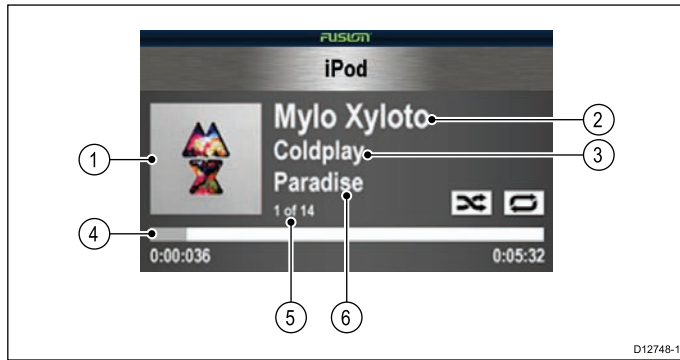 FUSION
iPod
Mylo Xyloto
2
Coldplay
3
1
Paradise
1 of 14
4
0:00:036
0:05:32
5
6
D12748-1